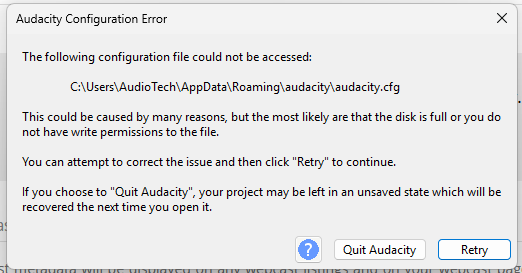 Audacity Configuration Error
The following configuration file could not be accessed:
C:\Users\AudioTech\AppData\Roaming\audacity\audacity.cfg
This could be caused by many reasons, but the most likely are that the disk is full or you do
not have write permissions to the file.
You can attempt to correct the issue and then click "Retry" to continue.
If you choose to "Quit Audacity", your project may be left in an unsaved state which will be
recovered the next time you open it.
? Quit Audacity Retry